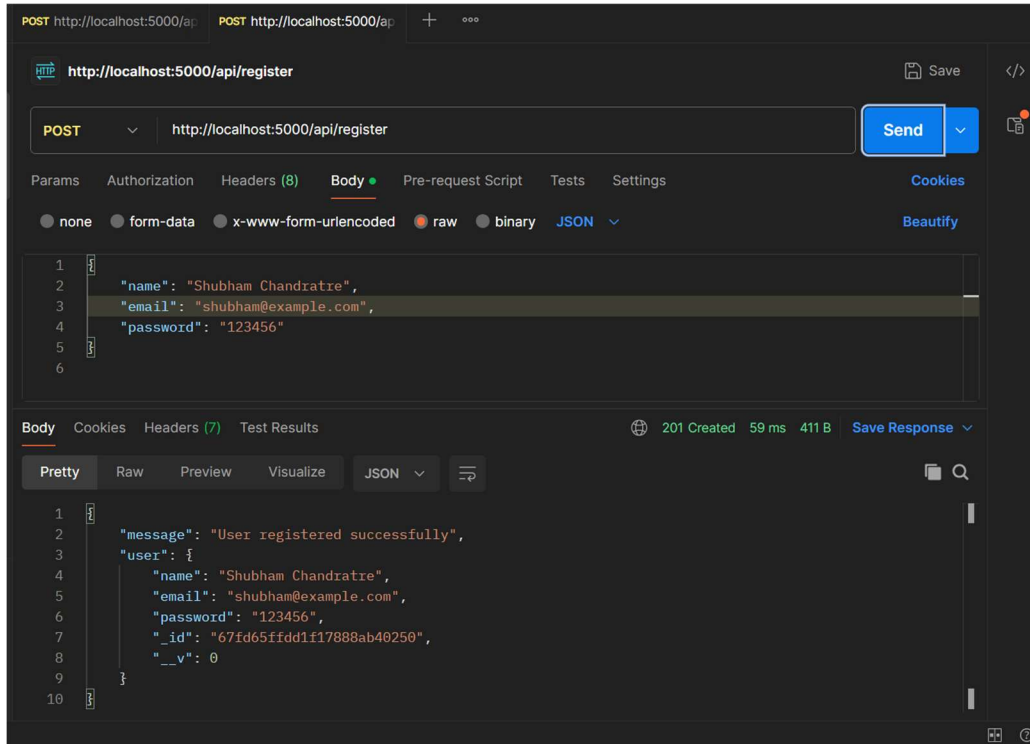 POST http://localhost:5000/ap POST http://localhost:5000/ap
HTTP http://localhost:5000/api/register Save </>
POST http://localhost:5000/api/register Send
Params Authorization Headers (8) Body Pre-request Script Tests Settings Cookies
none form-data x-www-form-urlencoded raw binary JSON Beautify
1 {
2 "name": "Shubham Chandratre",
3 "email": "shubham@example.com",
4 "password": "123456"
5 }
6
Body Cookies Headers (7) Test Results 201 Created 59 ms 411 B Save Response
Pretty Raw Preview Visualize JSON
1 {
2 "message": "User registered successfully",
3 "user": {
4 "name": "Shubham Chandratre",
5 "email": "shubham@example.com",
6 "password": "123456",
7 "_id": "67fd65ffdd1f17888ab40250",
8 "__v": 0
9 }
10 }